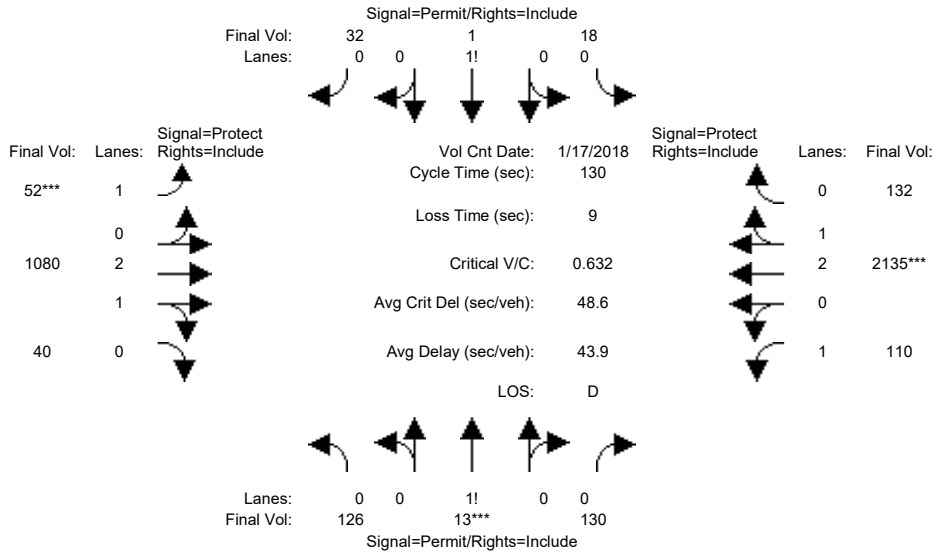 Signal=Permit/Rights=Include
Final Vol: 32 1 18
Lanes: 0 0 1! 0 0
Signal=Protect Signal=Protect
Final Vol: Lanes: Rights=Include Vol Cnt Date: 1/17/2018 Rights=Include Lanes: Final Vol:
Cycle Time (sec): 130
52*** 1 0 132
Loss Time (sec): 9
0 1
1080 2 Critical V/C: 0.632 2 2135***
1 Avg Crit Del (sec/veh): 48.6 0
40 0 Avg Delay (sec/veh): 43.9 1 110
LOS: D
Lanes: 0 0 1! 0 0
Final Vol: 126 13*** 130
Signal=Permit/Rights=Include